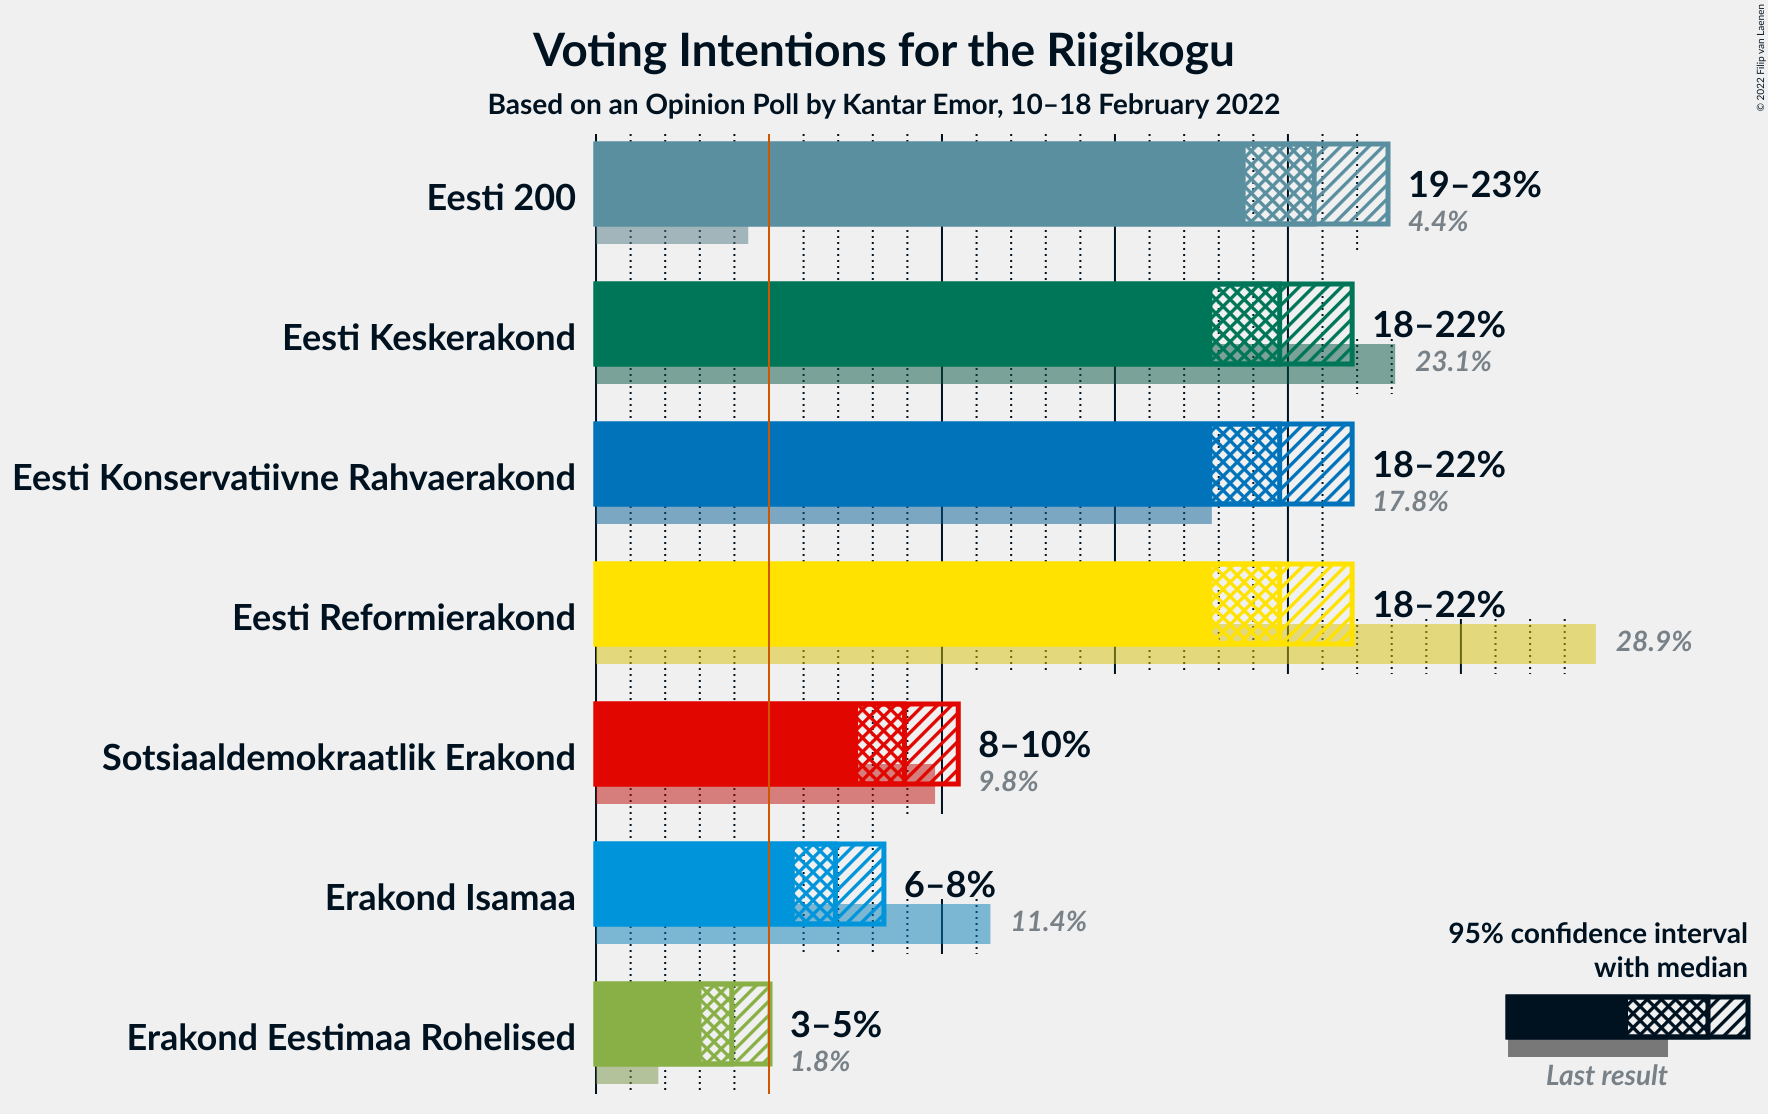 Voting Intentions for the Riigikogu
Based on an Opinion Poll by Kantar Emor, 10–18 February 2022
© 2022 Filip van Laenen
Eesti 200
19–23%
4.4%
Eesti Keskerakond
18–22%
23.1%
Eesti Konservatiivne Rahvaerakond
18–22%
17.8%
Eesti Reformierakond
18–22%
28.9%
Sotsiaaldemokraatlik Erakond
8–10%
9.8%
Erakond Isamaa
6–8%
11.4%
Erakond Eestimaa Rohelised
3–5%
1.8%
95% confidence interval
with median
Last result